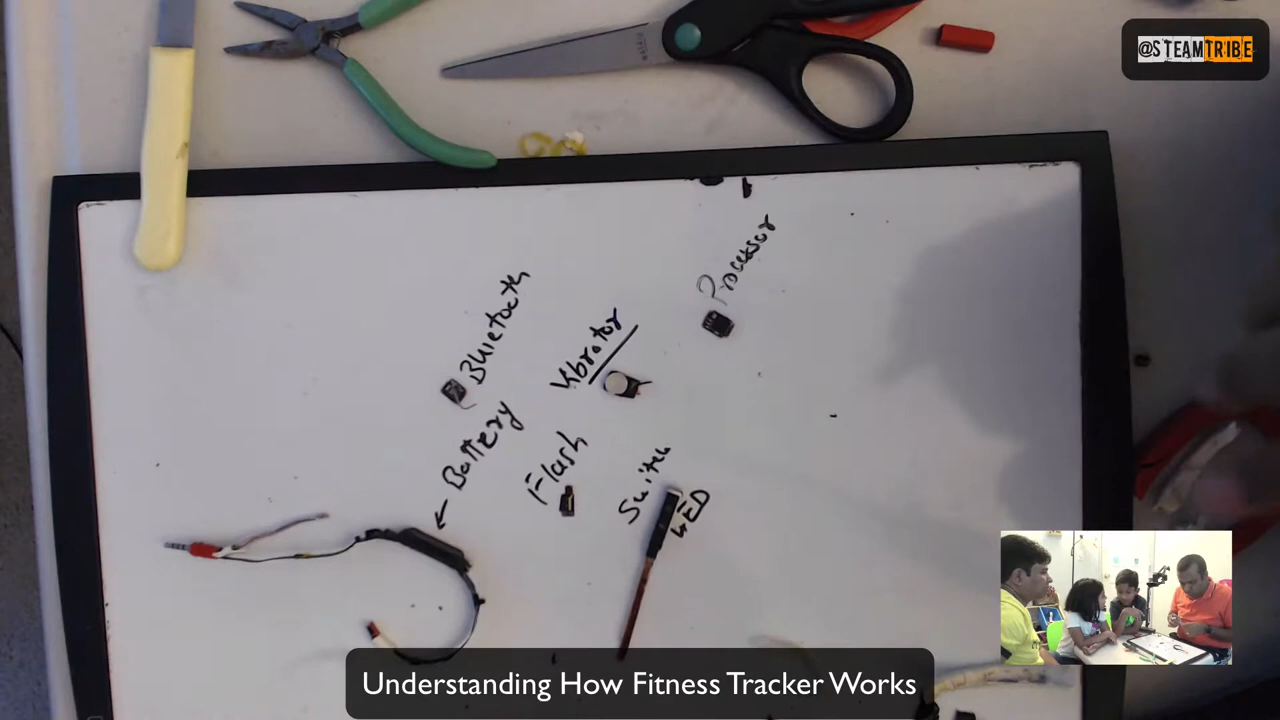 @STEAMTRIBE
Processor
Bluetooth
Vibrator
Battery
Flash
Switch
LED
Understanding How Fitness Tracker Works